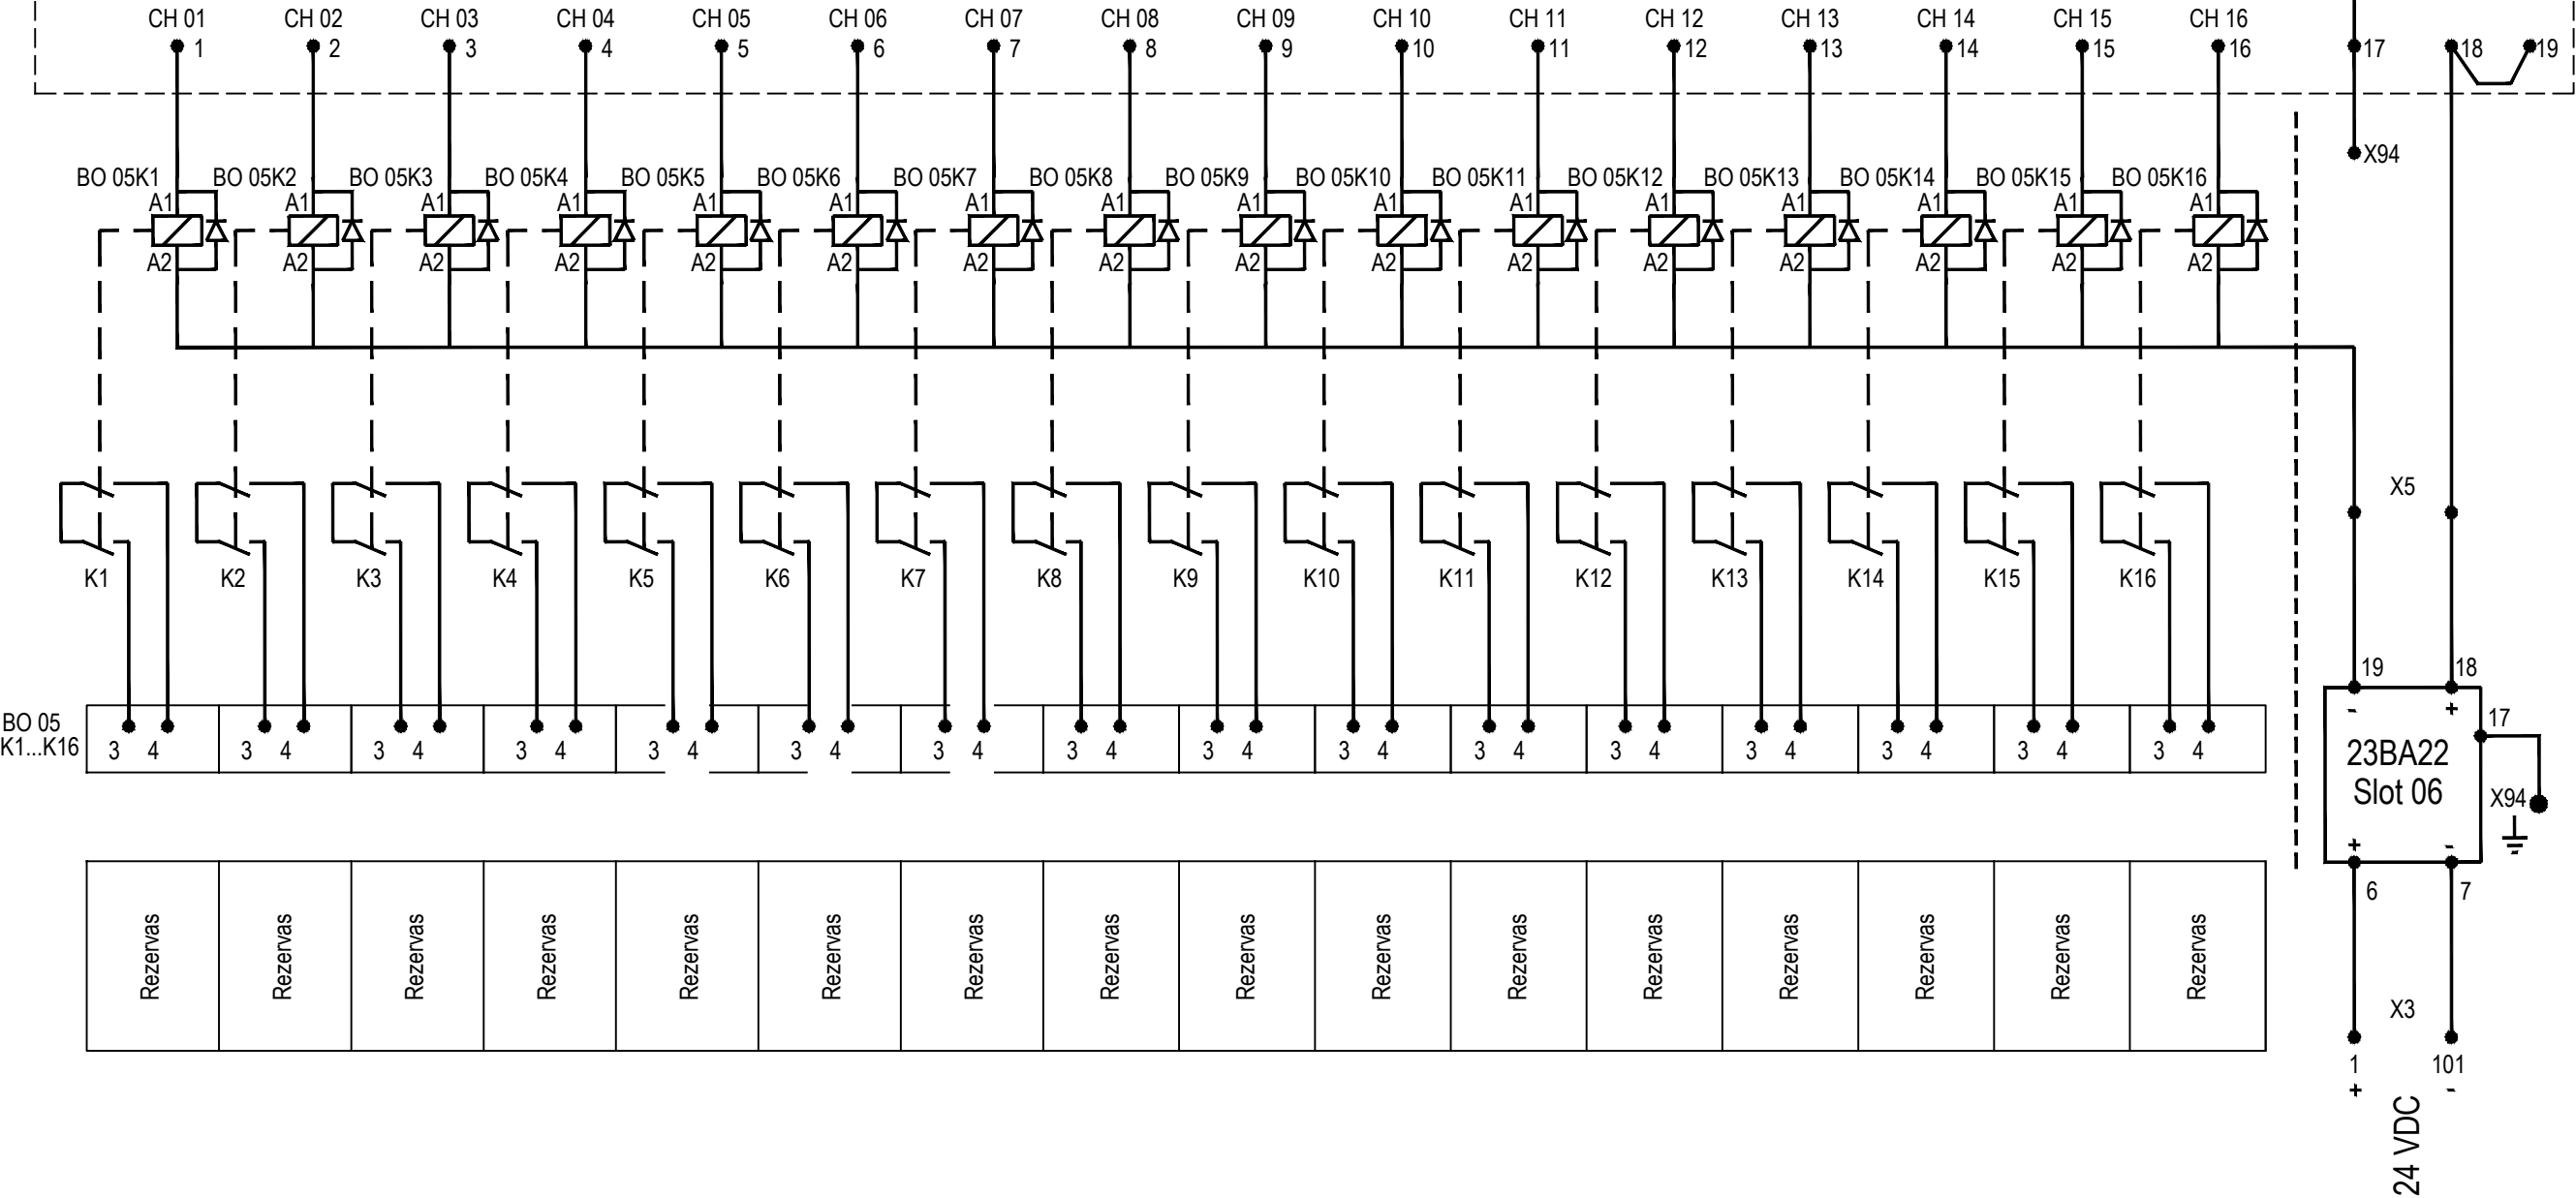 CH 01 CH 02 CH 03 CH 04 CH 05 CH 06 CH 07 CH 08 CH 09 CH 10 CH 11 CH 12 CH 13 CH 14 CH 15 CH 16
1 2 3 4 5 6 7 8 9 10 11 12 13 14 15 16 17 18 19
X94
BO 05K1 BO 05K2 BO 05K3 BO 05K4 BO 05K5 BO 05K6 BO 05K7 BO 05K8 BO 05K9 BO 05K10 BO 05K11 BO 05K12 BO 05K13 BO 05K14 BO 05K15 BO 05K16
A1 A1 A1 A1 A1 A1 A1 A1 A1 A1 A1 A1 A1 A1 A1 A1
A2 A2 A2 A2 A2 A2 A2 A2 A2 A2 A2 A2 A2 A2 A2 A2
X5
K1 K2 K3 K4 K5 K6 K7 K8 K9 K10 K11 K12 K13 K14 K15 K16
19 18
- +
17
BO 05
K1...K16
3 4 3 4 3 4 3 4 3 4 3 4 3 4 3 4 3 4 3 4 3 4 3 4 3 4 3 4 3 4 3 4
23BA22
Slot 06
X94
+ -
6 7
Rezervas Rezervas Rezervas Rezervas Rezervas Rezervas Rezervas Rezervas Rezervas Rezervas Rezervas Rezervas Rezervas Rezervas Rezervas Rezervas
X3
1 101
+ -
24 VDC